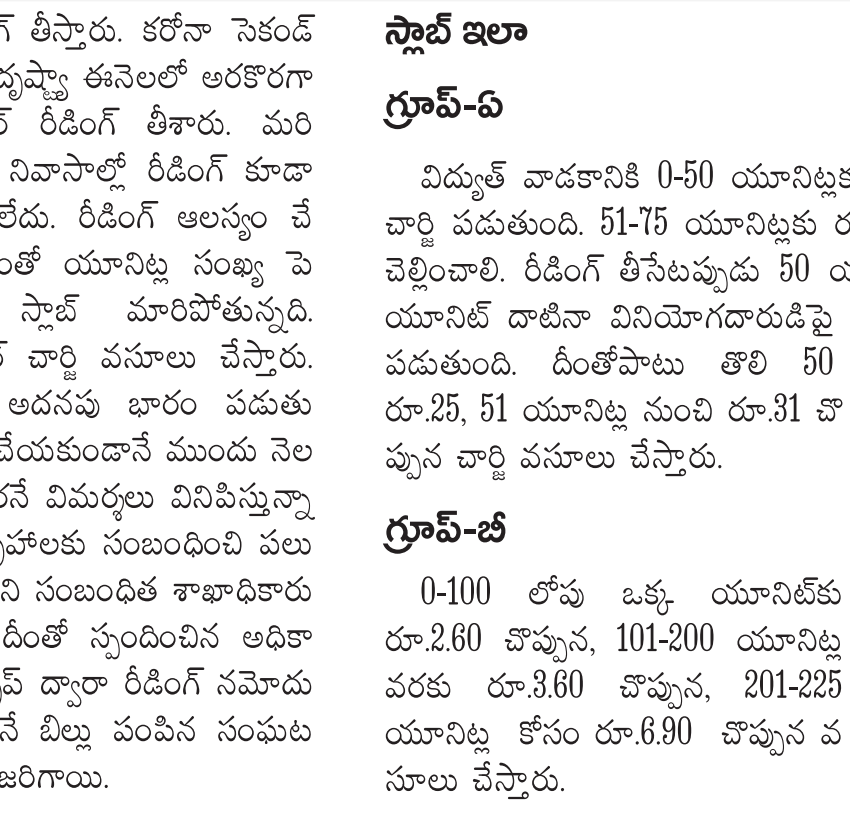 తీస్తారు. కరోనా సెకండ్
ఈనెలలో అరకొరగా
రీడింగ్ తీశారు. మరి
నివాసాల్లో రీడింగ్ కూడా
లేదు. రీడింగ్ ఆలస్యం చే
యూనిట్ల సంఖ్య పె
స్లాబ్ మారిపోతున్నది.
చార్జి వసూలు చేస్తారు.
అదనపు భారం పడుతు
చేయకుండానే ముందు నెల
విమర్శలు వినిపిస్తున్నా
సంబంధించి పలు
సంబంధిత శాఖాధికారు
దీంతో స్పందించిన అధికా
ద్వారా రీడింగ్ నమోదు
బిల్లు పంపిన సంఘట
జరిగాయి.
స్లాబ్ ఇలా
గ్రూప్-ఏ
విద్యుత్ వాడకానికి 0-50 యూనిట్లక
చార్జి పడుతుంది. 51-75 యూనిట్లకు
చెల్లించాలి. రీడింగ్ తీసేటప్పుడు 50
యూనిట్ దాటినా వినియోగదారుడిపై
పడుతుంది. దీంతోపాటు తొలి 50
రూ.25, 51 యూనిట్ల నుంచి రూ.31 చొ
ప్పున చార్జి వసూలు చేస్తారు.
గ్రూప్-బీ
0-100 లోపు ఒక్క యూనిట్‌కు
రూ.2.60 చొప్పున, 101-200 యూనిట్ల
వరకు రూ.3.60 చొప్పున, 201-225
యూనిట్ల కోసం రూ.6.90 చొప్పున వ
సూలు చేస్తారు.